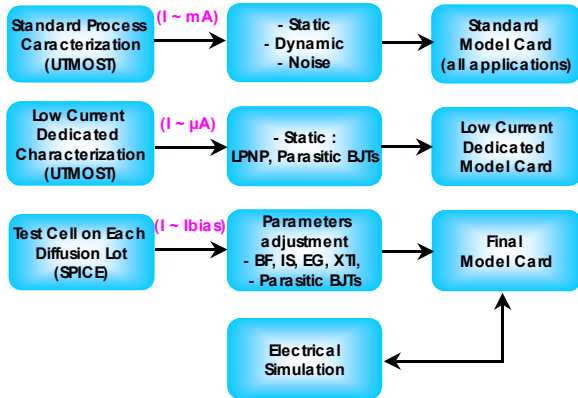 Standard Process
Caracterization
(UTMOST)
(I ~ mA)
- Static
- Dynamic
- Noise
Standard
Model Card
(all applications)
Low Current
Dedicated
Characterization
(UTMOST)
(I ~ µA)
- Static :
LPNP, Parasitic BJTs
Low Current
Dedicated
Model Card
Test Cell on Each
Diffusion Lot
(SPICE)
(I ~ Ibias)
Parameters
adjustment
- BF, IS, EG, XTI,
- Parasitic BJTs
Final
Model Card
Electrical
Simulation